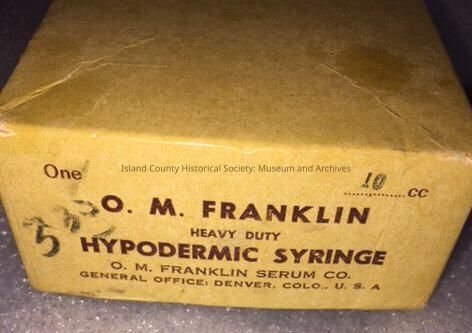 Island County Historical Society: Museum and Archives
One 10 cc
O. M. FRANKLIN
HEAVY DUTY
HYPODERMIC SYRINGE
O. M. FRANKLIN SERUM CO.
GENERAL OFFICE: DENVER, COLO., U. S. A